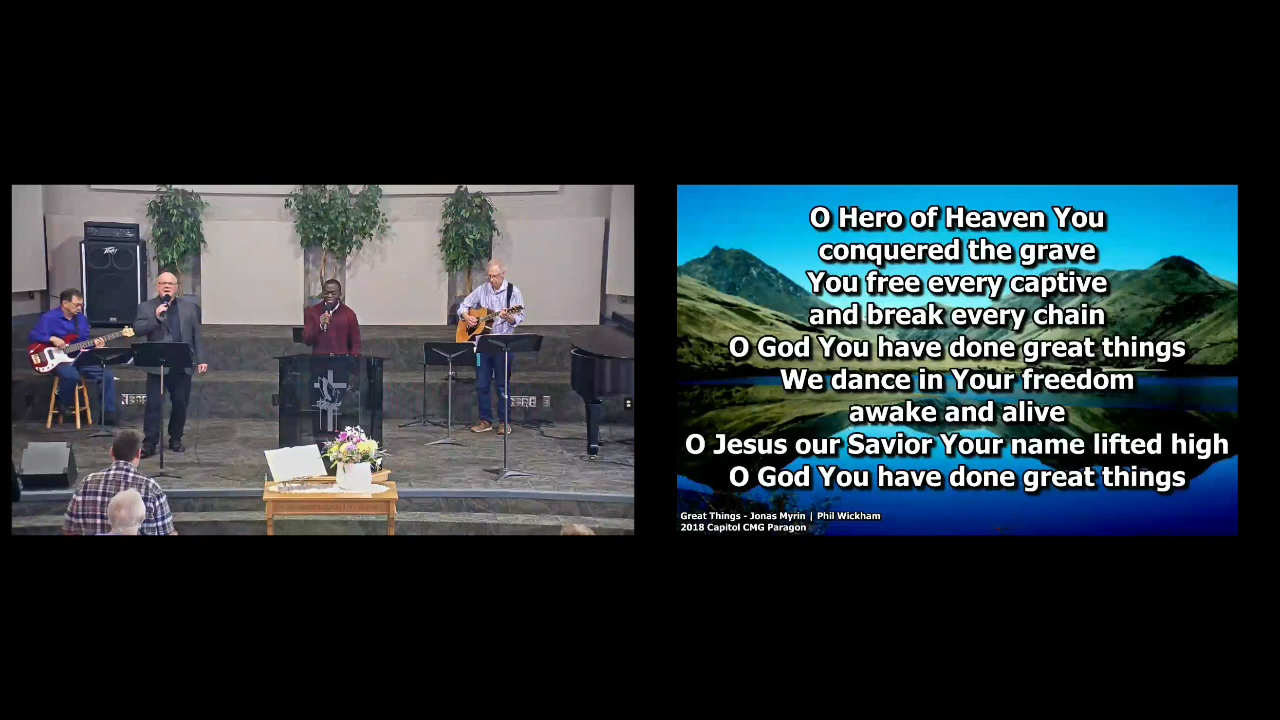 PEAVEY
O Hero of Heaven You
conquered the grave
You free every captive
and break every chain
O God You have done great things
We dance in Your freedom
awake and alive
O Jesus our Savior Your name lifted high
O God You have done great things
Great Things - Jonas Myrin | Phil Wickham
2018 Capitol CMG Paragon